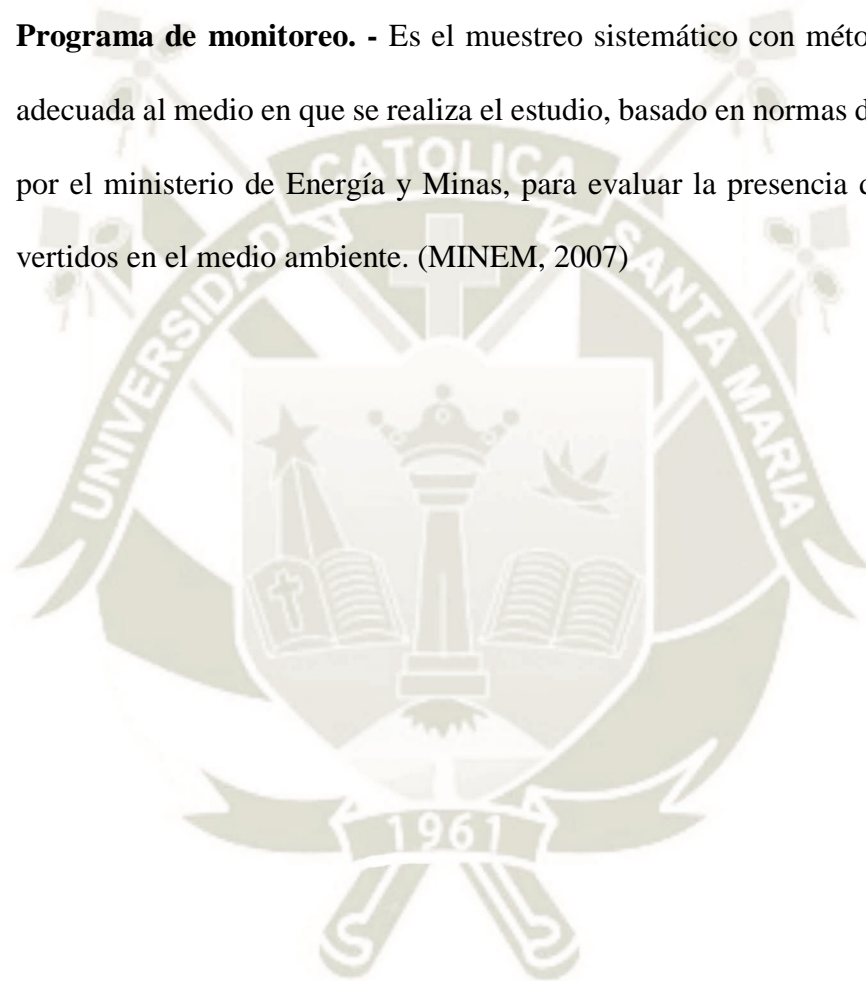 Programa de monitoreo. - Es el muestreo sistemático con méto
adecuada al medio en que se realiza el estudio, basado en normas d
por el ministerio de Energía y Minas, para evaluar la presencia d
vertidos en el medio ambiente. (MINEM, 2007)
UNIVERSIDAD CATOLICA SANTA MARIA
1961